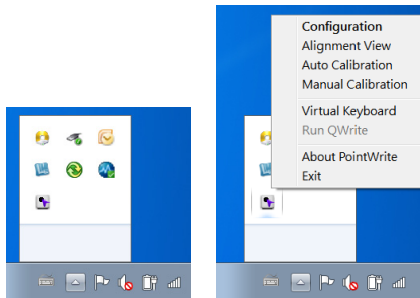 Configuration
Alignment View
Auto Calibration
Manual Calibration
Virtual Keyboard
Run QWrite
About PointWrite
Exit